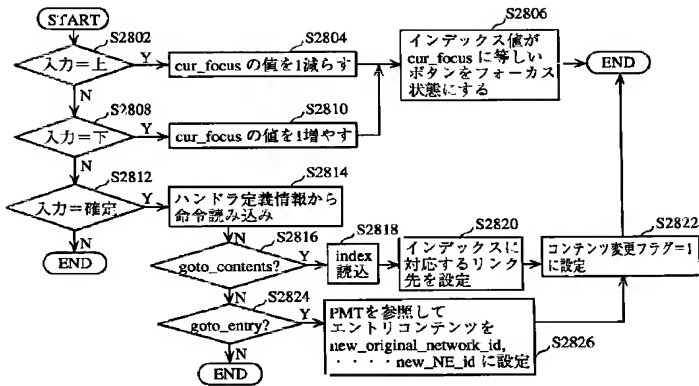 START
S2802
入力=上
Y
N
S2804
cur_focus の値を1減らす
S2806
インデックス値が
cur_focus に等しい
ボタンをフォーカス
状態にする
END
S2808
入力=下
Y
N
S2810
cur_focus の値を1増やす
S2812
入力=確定
Y
N
END
S2814
ハンドラ定義情報から
命令読み込み
N
S2816
goto_contents?
Y
N
S2818
index
読込
S2820
インデックスに
対応するリンク
先を設定
S2822
コンテンツ変更フラグ=1
に設定
S2824
goto_entry?
Y
N
END
PMTを参照して
エントリコンテンツを
new_original_network_id,
・・・・new_NE_id に設定
S2826